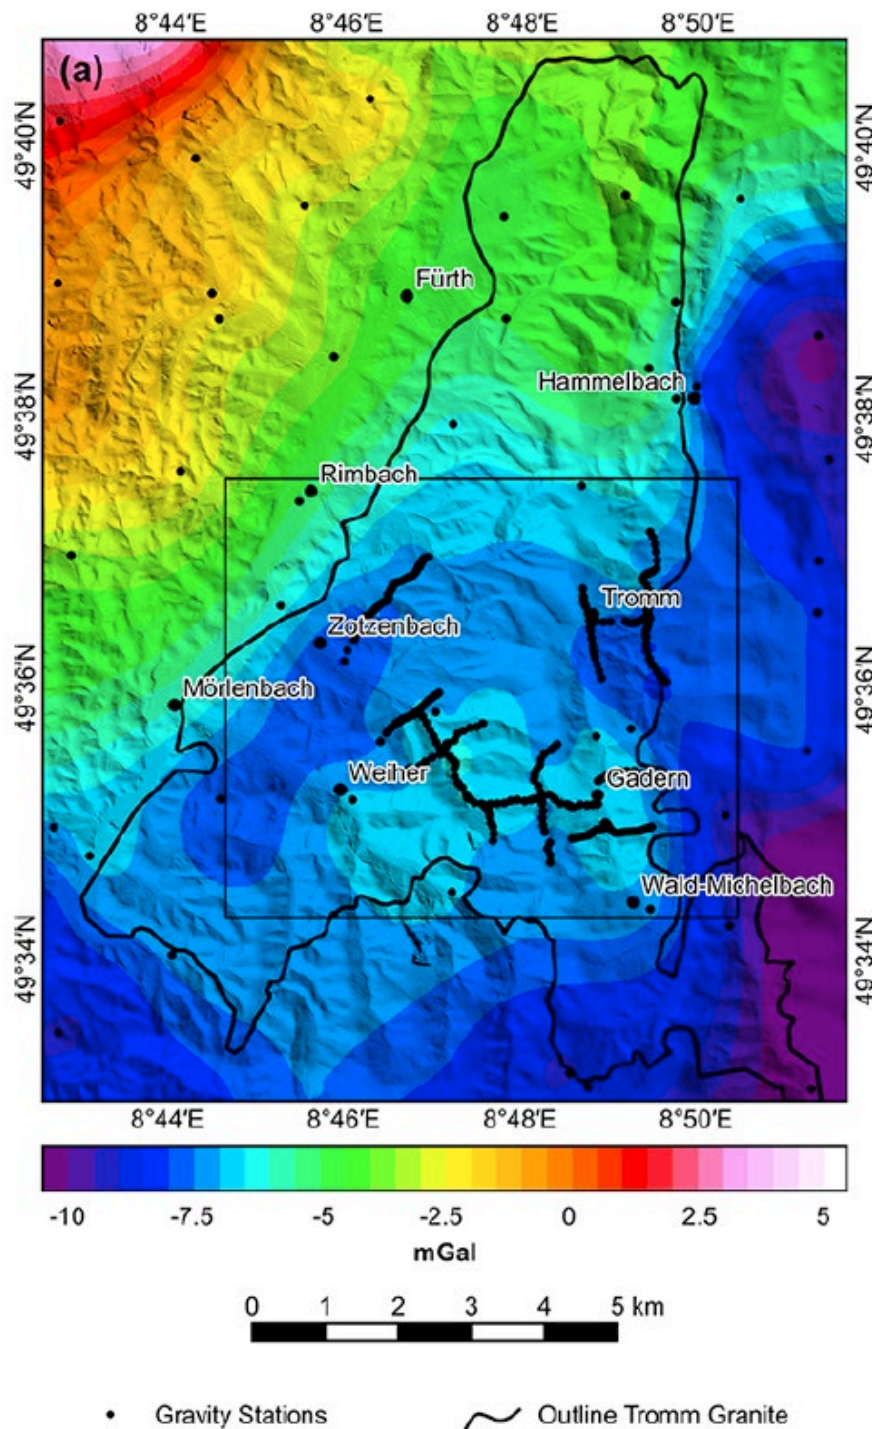 8°44'E 8°46'E 8°48'E 8°50'E
(a)
49°40'N 49°40'N
Fürth
Hammelbach
49°38'N 49°38'N
Rimbach
Tromm
Zotzenbach
49°36'N 49°36'N
Mörlenbach
Weiher
Gadern
Wald-Michelbach
49°34'N 49°34'N
8°44'E 8°46'E 8°48'E 8°50'E
-10 -7.5 -5 -2.5 0 2.5 5
mGal
0 1 2 3 4 5 km
Gravity Stations Outline Tromm Granite